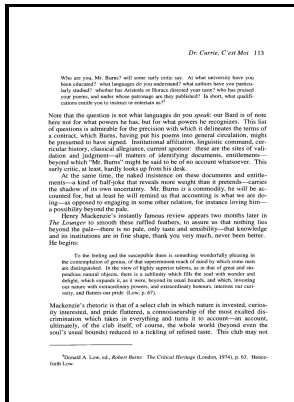 Dr. Currie, C'est Moi 113
Who are you, Mr. Burns? will some surly critic say. At what university have you
been educated? what languages do you understand? what authors have you particu-
larly studied? whether has Aristotle or Horace directed your taste? who has praised
your poems, and under whose patronage are they published? In short, what qualifi-
cations entitle you to instruct or entertain us?⁸
Note that the question is not what languages do you speak: our Bard is of note
here not for what powers he has, but for what powers he recognizes. This list
of questions is admirable for the precision with which it delineates the terms of
a contract, which Burns, having put his poems into general circulation, might
be presumed to have signed. Institutional affiliation, linguistic command, cur-
ricular history, classicist allegiance, current sponsor: these are the sites of vali-
dation and judgment—all matters of identifying documents, entitlements—
beyond which "Mr. Burns" might be said to be of no account whatsoever. This
surly critic, at least, hardly looks up from his desk.
At the same time, the naked insistence on these documents and entitle-
ments—a kind of half-joke that reveals more weight than it pretends—carries
the shadow of its own uncertainty. Mr. Burns is a commodity, he will be ac-
counted for, but at least he will remind us that accounting is what we are do-
ing—as opposed to engaging in some other relation, for instance loving him—
a possibility beyond the pale.
Henry Mackenzie's instantly famous review appears two months later in
The Lounger to smooth these ruffled feathers, to assure us that nothing lies
beyond the pale—there is no pale, only taste and sensibility—that knowledge
and its institutions are in fine shape, thank you very much, never been better.
He begins:
To the feeling and the susceptible there is something wonderfully pleasing in
the contemplation of genius, of that supereminent reach of mind by which some men
are distinguished. In the view of highly superior talents, as in that of great and stu-
pendous natural objects, there is a sublimity which fills the soul with wonder and
delight, which expands it, as it were, beyond its usual bounds, and which, investing
our nature with extraordinary powers, and extraordinary honours, interests our curi-
osity, and flatters our pride (Low, p. 67).
Mackenzie's rhetoric is that of a select club in which nature is invested, curios-
ity interested, and pride flattered, a connoisseurship of the most exalted dis-
crimination which takes in everything and turns it to account—an account,
ultimately, of the club itself, of course, the whole world (beyond even the
soul's usual bounds) reduced to a tickling of refined taste. This club may not
⁸Donald A. Low, ed., Robert Burns: The Critical Heritage (London, 1974), p. 63. Hence-
forth Low.